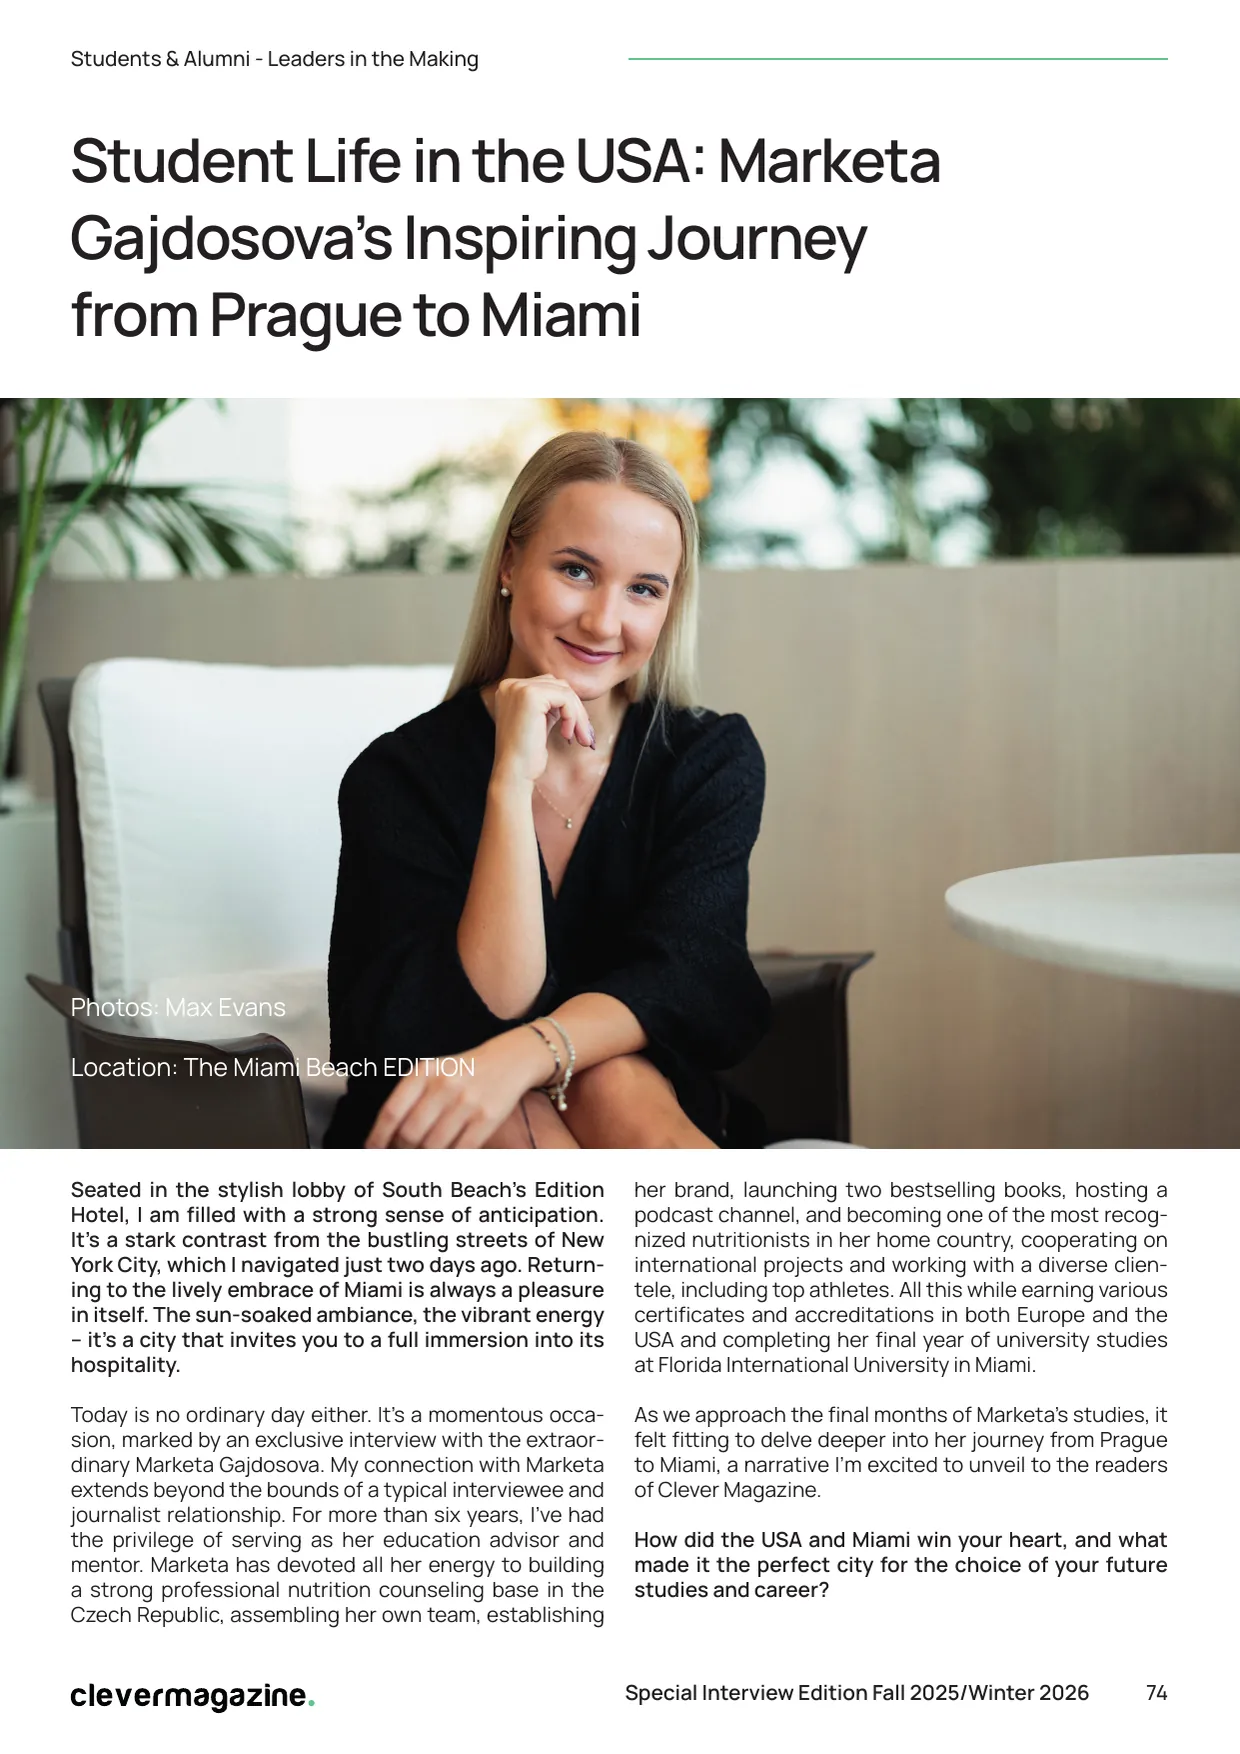 Students & Alumni - Leaders in the Making
Student Life in the USA: Marketa
Gajdosova’s Inspiring Journey
from Prague to Miami
Photos: Max Evans
Location: The Miami Beach EDITION
Seated in the stylish lobby of South Beach’s Edition
Hotel, I am filled with a strong sense of anticipation.
It’s a stark contrast from the bustling streets of New
York City, which I navigated just two days ago. Return-
ing to the lively embrace of Miami is always a pleasure
in itself. The sun-soaked ambiance, the vibrant energy
– it’s a city that invites you to a full immersion into its
hospitality.
Today is no ordinary day either. It’s a momentous occa-
sion, marked by an exclusive interview with the extraor-
dinary Marketa Gajdosova. My connection with Marketa
extends beyond the bounds of a typical interviewee and
journalist relationship. For more than six years, I’ve had
the privilege of serving as her education advisor and
mentor. Marketa has devoted all her energy to building
a strong professional nutrition counseling base in the
Czech Republic, assembling her own team, establishing
her brand, launching two bestselling books, hosting a
podcast channel, and becoming one of the most recog-
nized nutritionists in her home country, cooperating on
international projects and working with a diverse clien-
tele, including top athletes. All this while earning various
certificates and accreditations in both Europe and the
USA and completing her final year of university studies
at Florida International University in Miami.
As we approach the final months of Marketa’s studies, it
felt fitting to delve deeper into her journey from Prague
to Miami, a narrative I’m excited to unveil to the readers
of Clever Magazine.
How did the USA and Miami win your heart, and what
made it the perfect city for the choice of your future
studies and career?
clevermagazine.
Special Interview Edition Fall 2025/Winter 2026 74